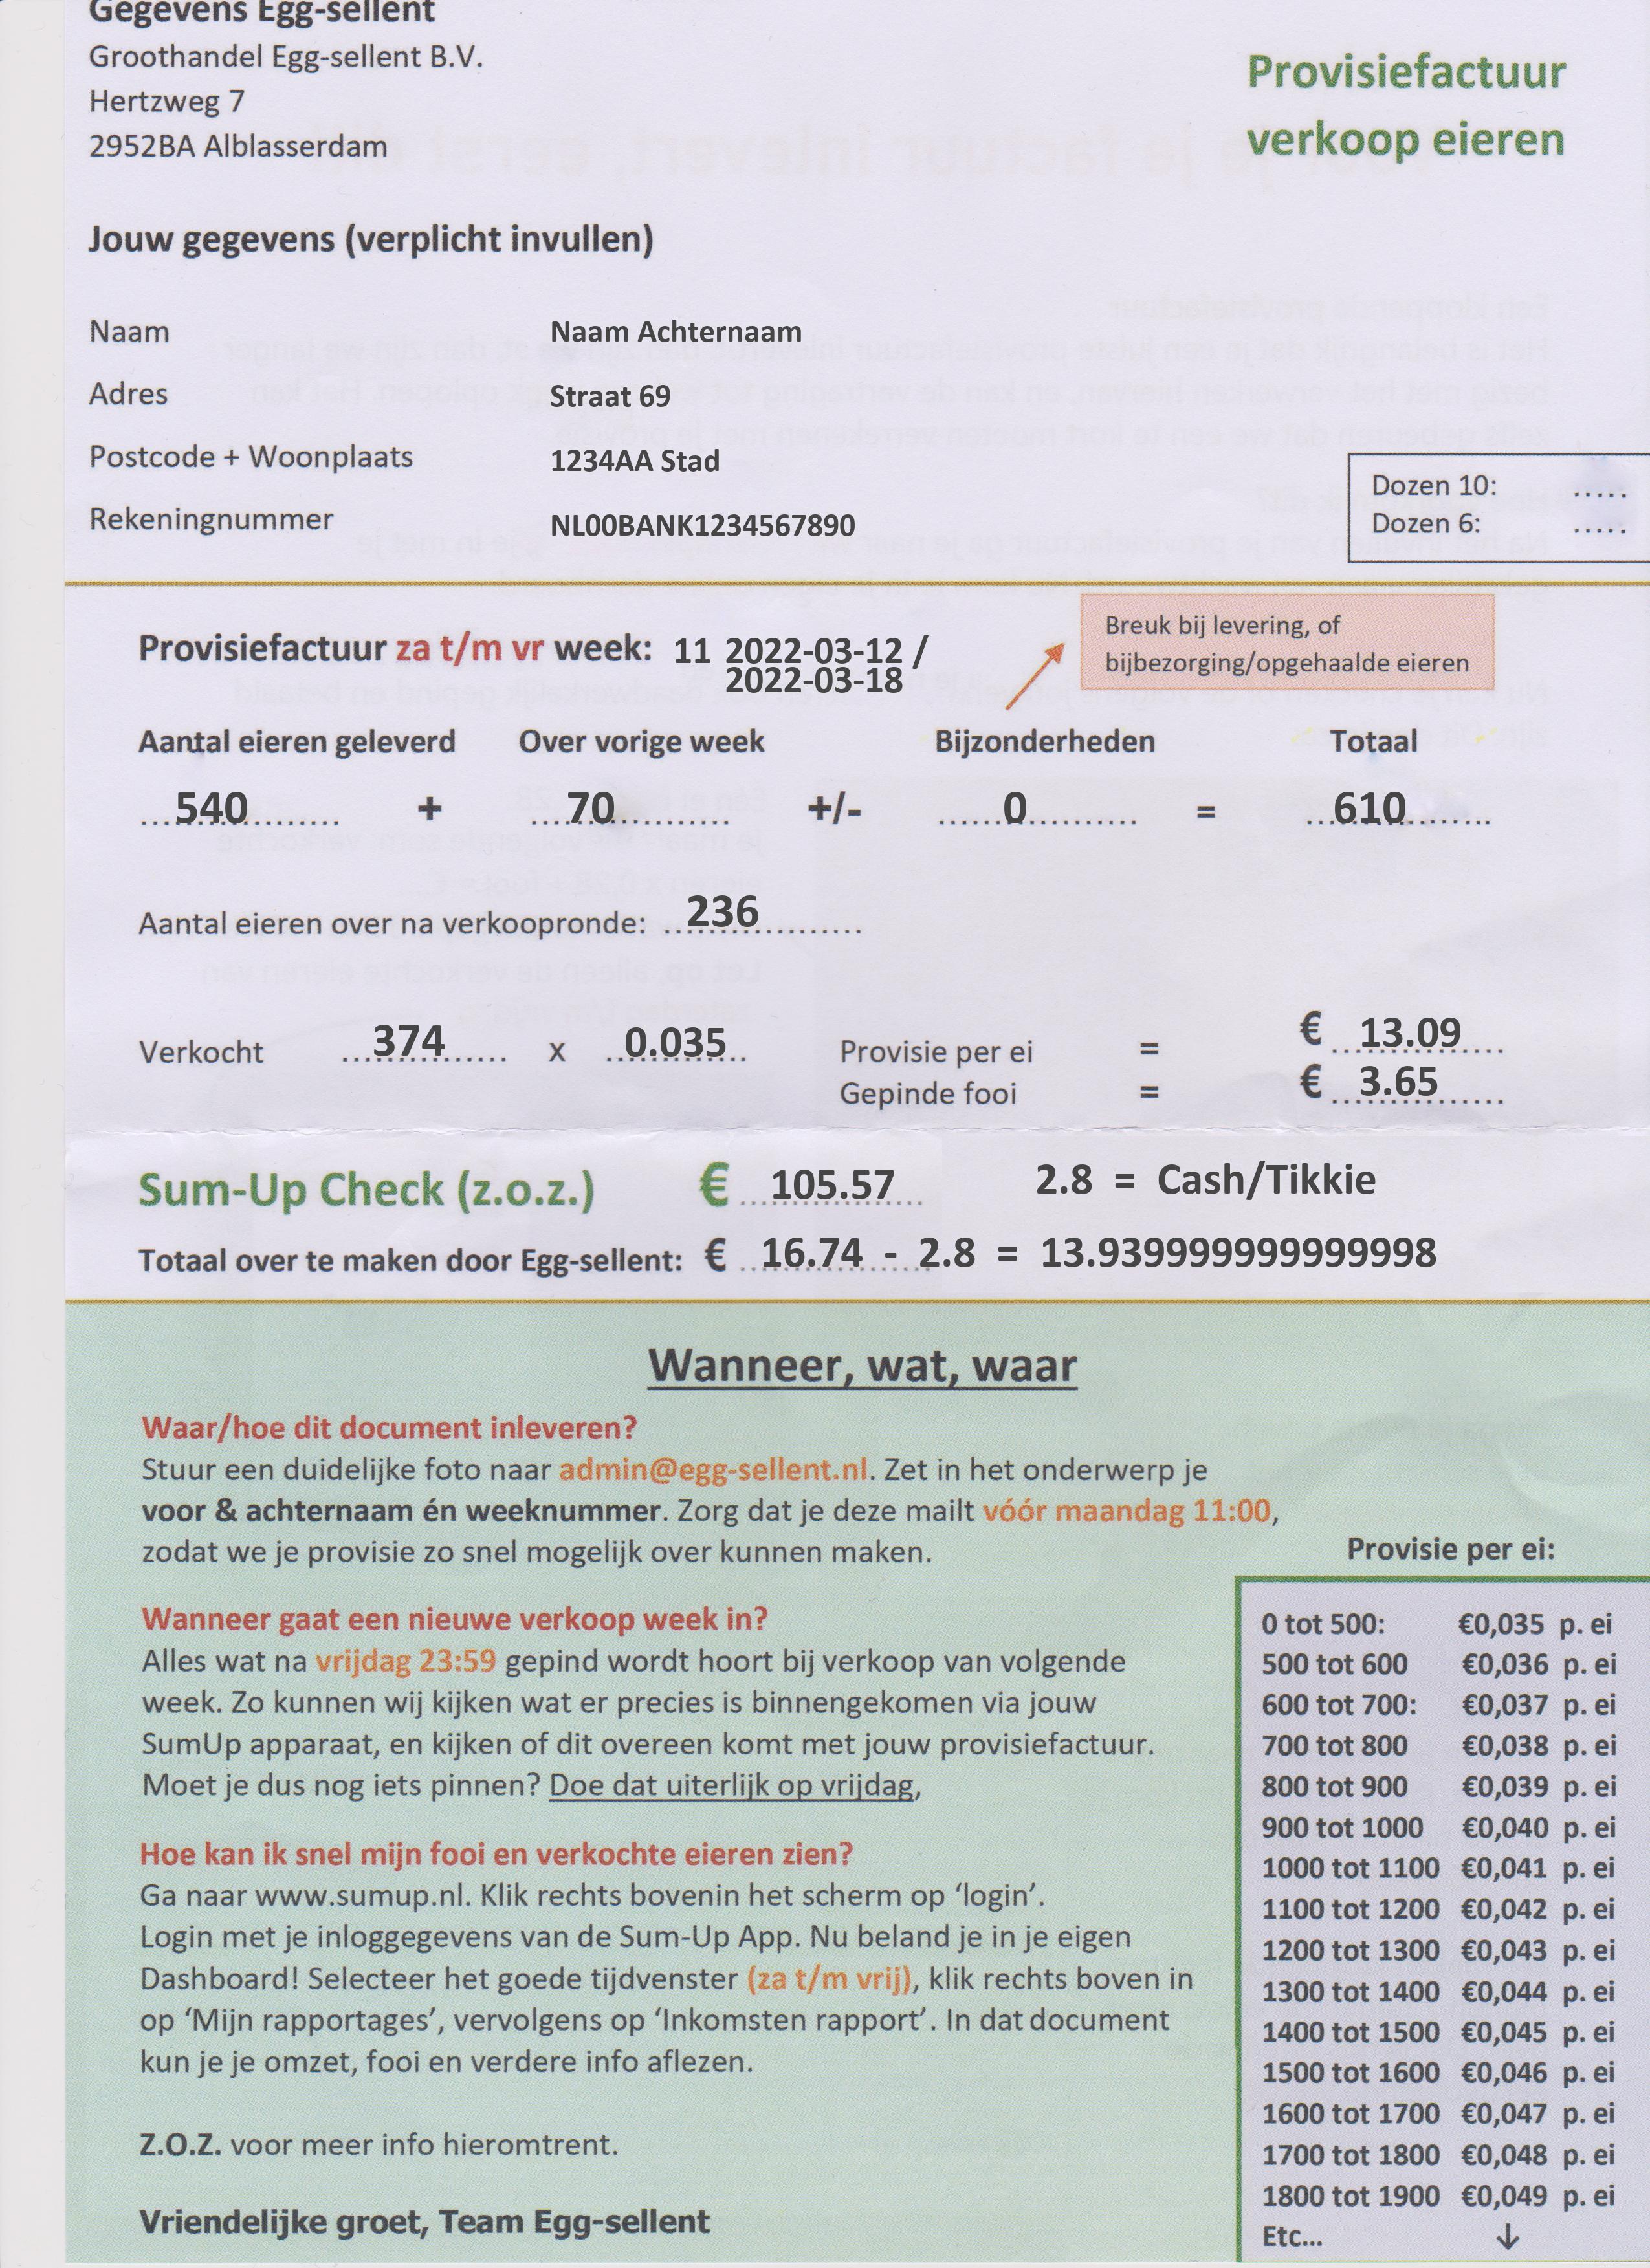 Gegevens Egg-sellent
Groothandel Egg-sellent B.V.
Hertzweg 7
2952BA Alblasserdam
Provisiefactuur
verkoop eieren
Jouw gegevens (verplicht invullen)
Naam Naam Achternaam
Adres Straat 69
Postcode + Woonplaats 1234AA Stad
Rekeningnummer NL00BANK1234567890
Dozen 10: .....
Dozen 6: .....
Provisiefactuur za t/m vr week: 11 2022-03-12 /
2022-03-18
Breuk bij levering, of
bijbezorging/opgehaalde eieren
Aantal eieren geleverd Over vorige week Bijzonderheden Totaal
540 + 70 +/- 0 = 610
Aantal eieren over na verkoopronde: 236
Verkocht 374 x 0.035 Provisie per ei = € 13.09
Gepinde fooi = € 3.65
Sum-Up Check (z.o.z.) € 105.57 2.8 = Cash/Tikkie
Totaal over te maken door Egg-sellent: € 16.74 - 2.8 = 13.939999999999998
Wanneer, wat, waar
Waar/hoe dit document inleveren?
Stuur een duidelijke foto naar admin@egg-sellent.nl. Zet in het onderwerp je
voor & achternaam én weeknummer. Zorg dat je deze mailt vóór maandag 11:00,
zodat we je provisie zo snel mogelijk over kunnen maken.
Wanneer gaat een nieuwe verkoop week in?
Alles wat na vrijdag 23:59 gepind wordt hoort bij verkoop van volgende
week. Zo kunnen wij kijken wat er precies is binnengekomen via jouw
SumUp apparaat, en kijken of dit overeen komt met jouw provisiefactuur.
Moet je dus nog iets pinnen? Doe dat uiterlijk op vrijdag,
Hoe kan ik snel mijn fooi en verkochte eieren zien?
Ga naar www.sumup.nl. Klik rechts bovenin het scherm op ‘login’.
Login met je inloggegevens van de Sum-Up App. Nu beland je in je eigen
Dashboard! Selecteer het goede tijdvenster (za t/m vrij), klik rechts boven in
op ‘Mijn rapportages’, vervolgens op ‘Inkomsten rapport’. In dat document
kun je je omzet, fooi en verdere info aflezen.
Z.O.Z. voor meer info hieromtrent.
Vriendelijke groet, Team Egg-sellent
Provisie per ei:
0 tot 500: €0,035 p. ei
500 tot 600 €0,036 p. ei
600 tot 700: €0,037 p. ei
700 tot 800 €0,038 p. ei
800 tot 900 €0,039 p. ei
900 tot 1000 €0,040 p. ei
1000 tot 1100 €0,041 p. ei
1100 tot 1200 €0,042 p. ei
1200 tot 1300 €0,043 p. ei
1300 tot 1400 €0,044 p. ei
1400 tot 1500 €0,045 p. ei
1500 tot 1600 €0,046 p. ei
1600 tot 1700 €0,047 p. ei
1700 tot 1800 €0,048 p. ei
1800 tot 1900 €0,049 p. ei
Etc... ↓